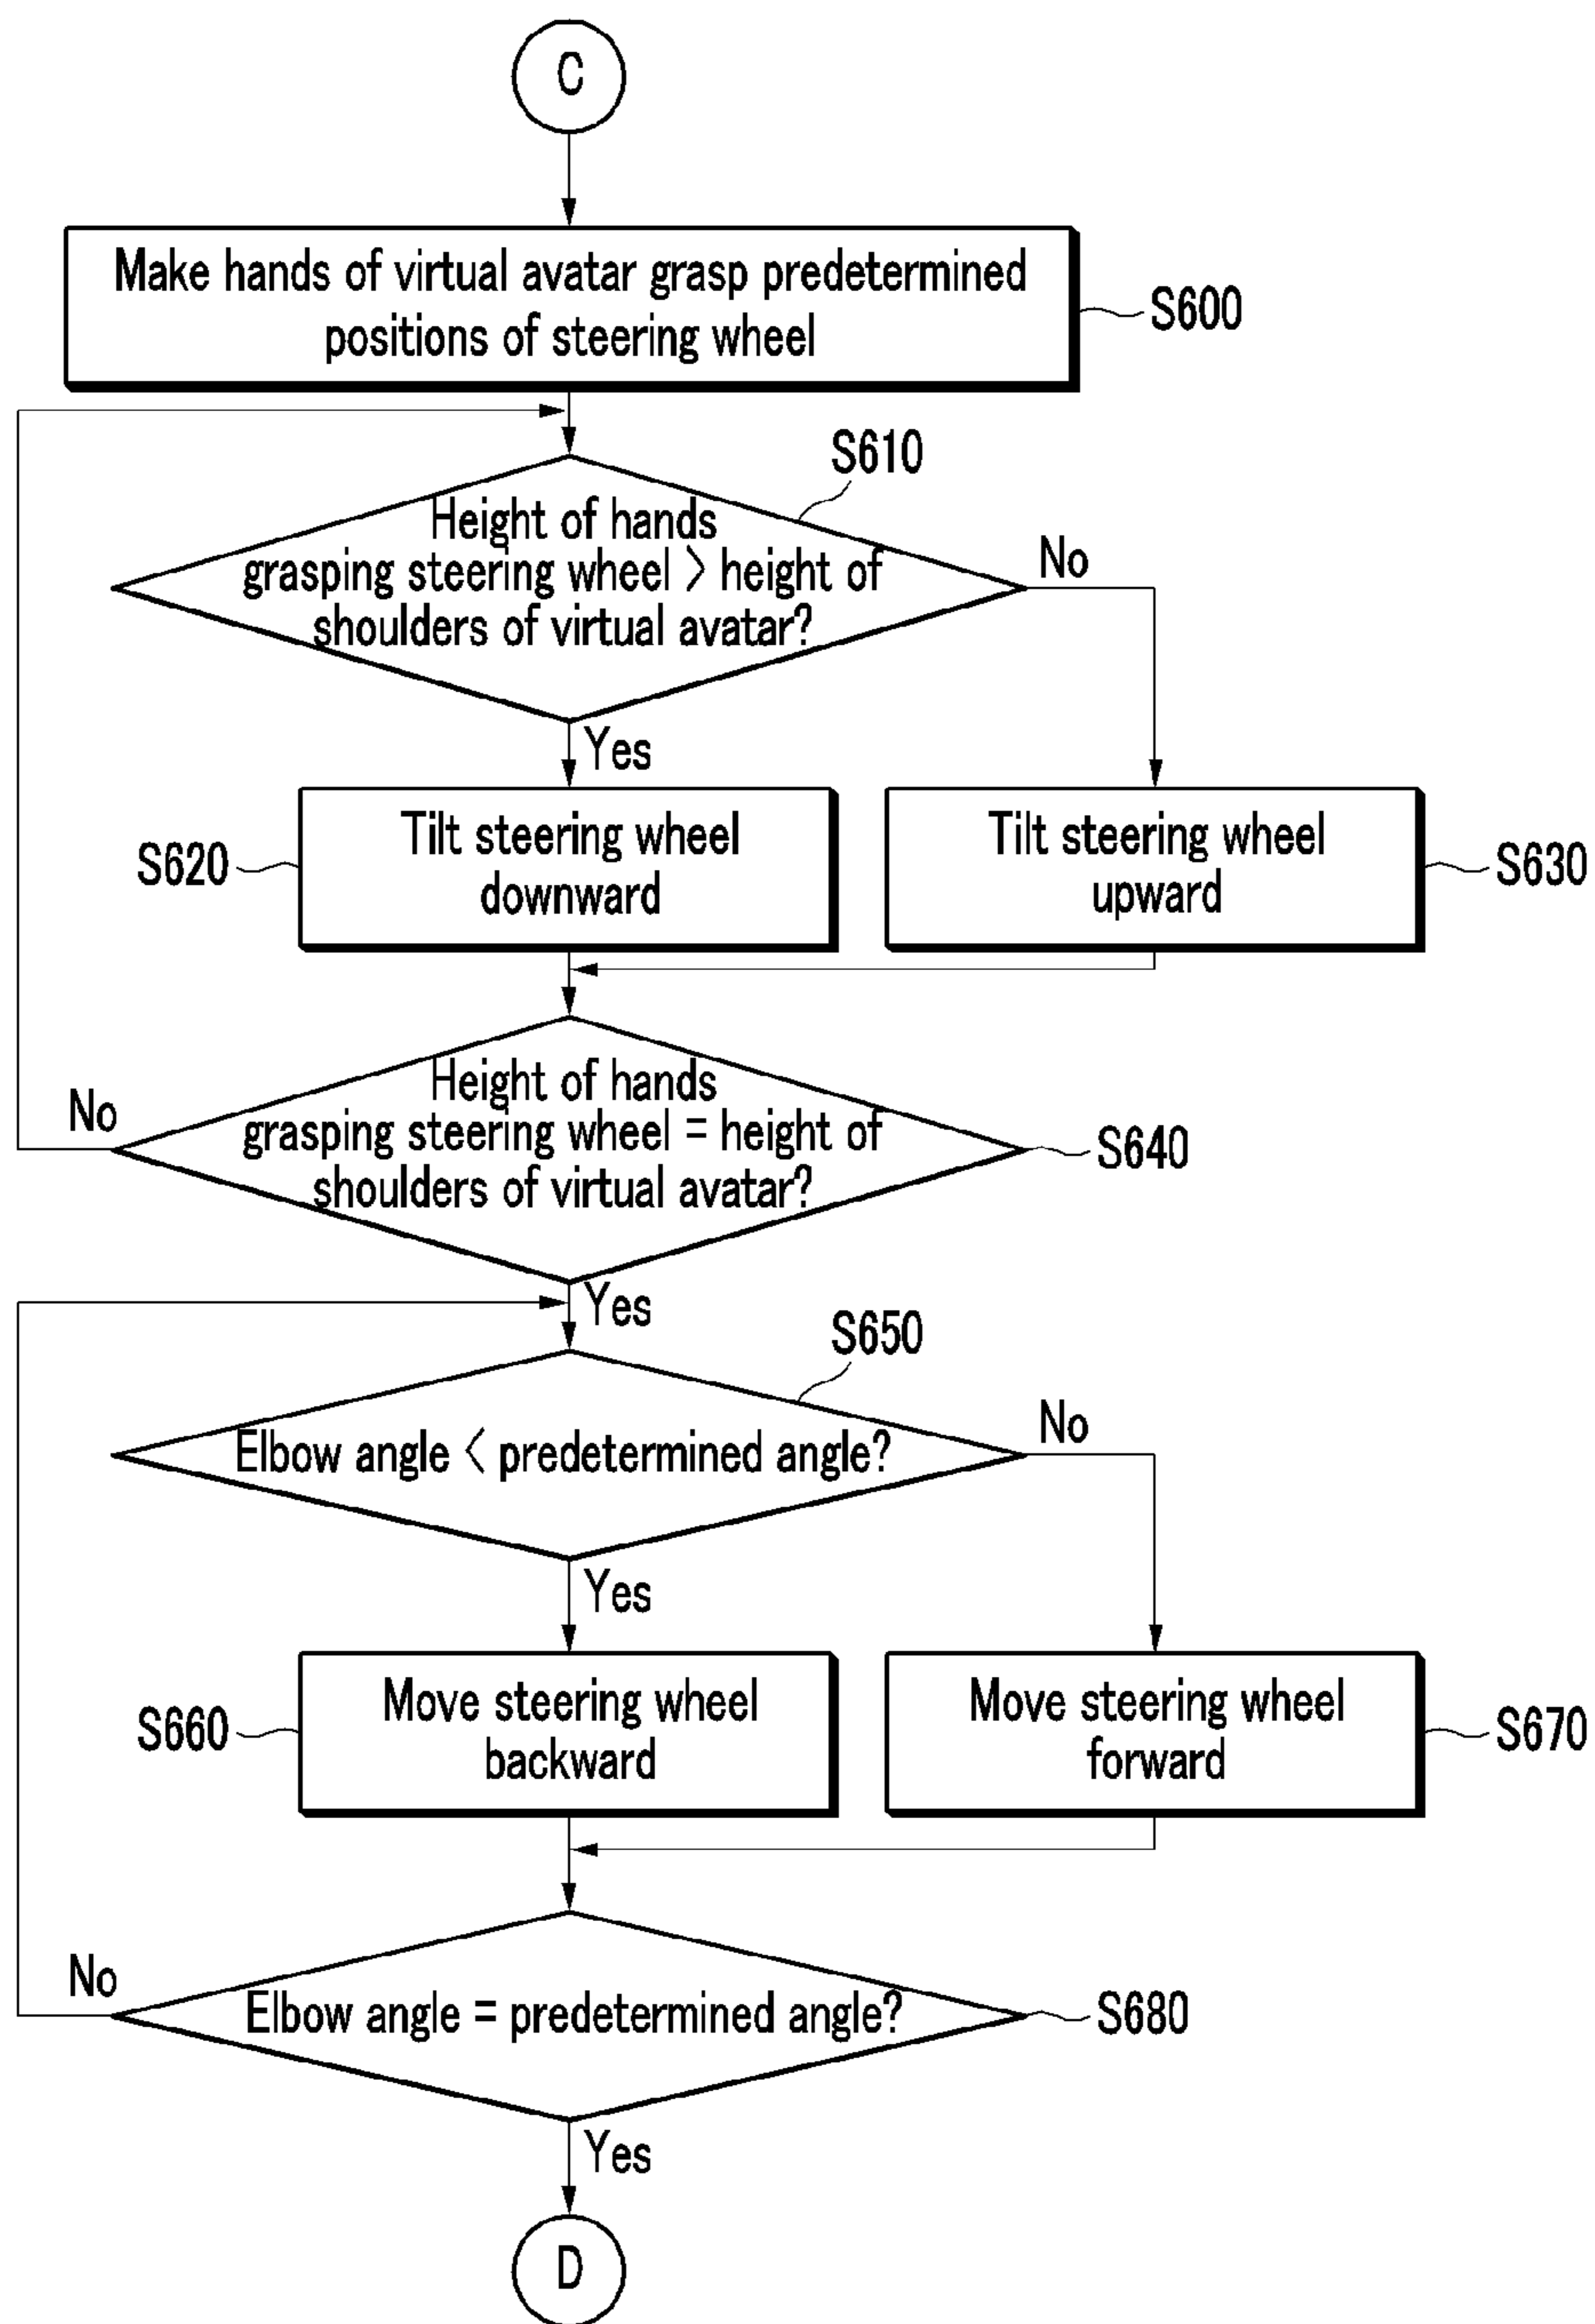 C
Make hands of virtual avatar grasp predetermined
positions of steering wheel
S600
S610
Height of hands
grasping steering wheel > height of
shoulders of virtual avatar?
No
Yes
S620
Tilt steering wheel
downward
Tilt steering wheel
upward
S630
Height of hands
grasping steering wheel = height of
shoulders of virtual avatar?
No
S640
Yes
S650
Elbow angle < predetermined angle?
No
Yes
S660
Move steering wheel
backward
Move steering wheel
forward
S670
No
Elbow angle = predetermined angle?
S680
Yes
D